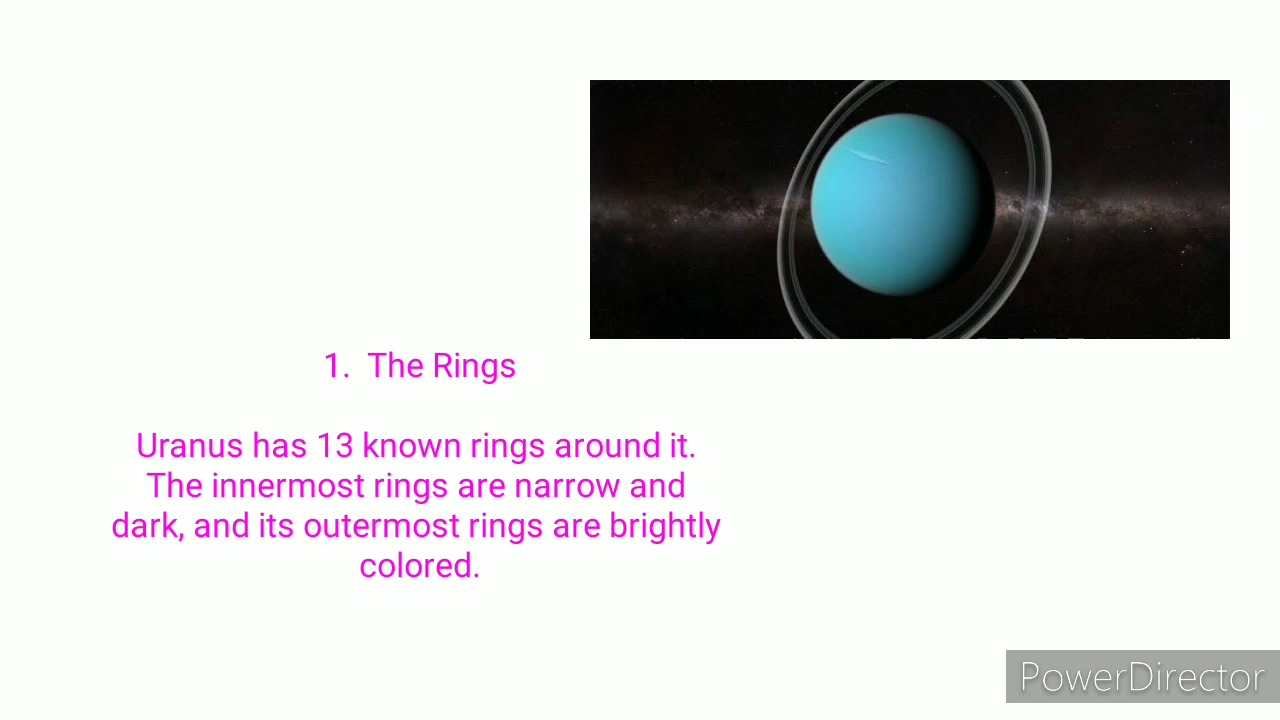 1. The Rings
Uranus has 13 known rings around it.
The innermost rings are narrow and
dark, and its outermost rings are brightly
colored.
PowerDirector